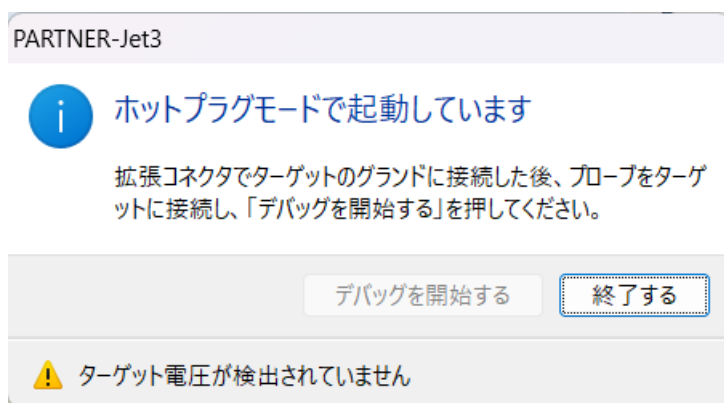 PARTNER-Jet3
ホットプラグモードで起動しています
拡張コネクタでターゲットのグランドに接続した後、プローブをターゲ
ットに接続し、「デバッグを開始する」を押してください。
デバッグを開始する
終了する
ターゲット電圧が検出されていません